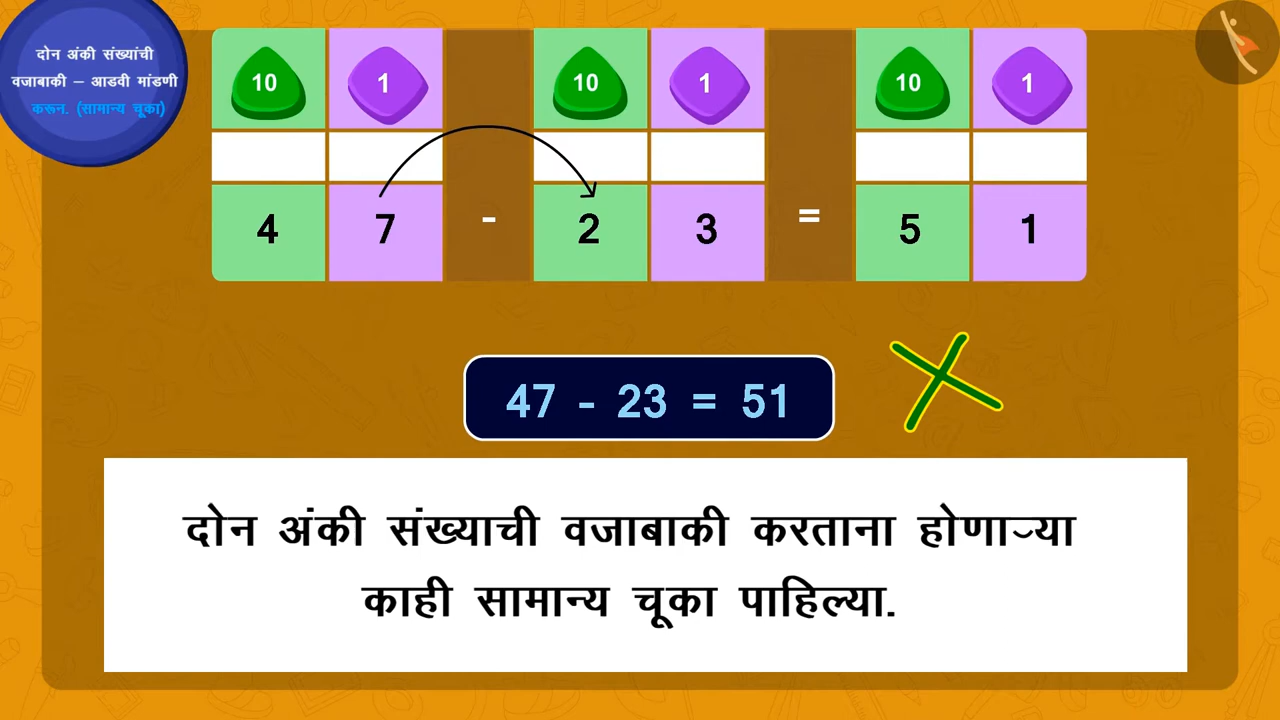 दोन अंकी संख्यांची
वजाबाकी – आडवी मांडणी
करून. (सामान्य चूका)
10 1 10 1 10 1
4 7 - 2 3 = 5 1
47 - 23 = 51
दोन अंकी संख्याची वजाबाकी करताना होणाऱ्या
काही सामान्य चूका पाहिल्या.